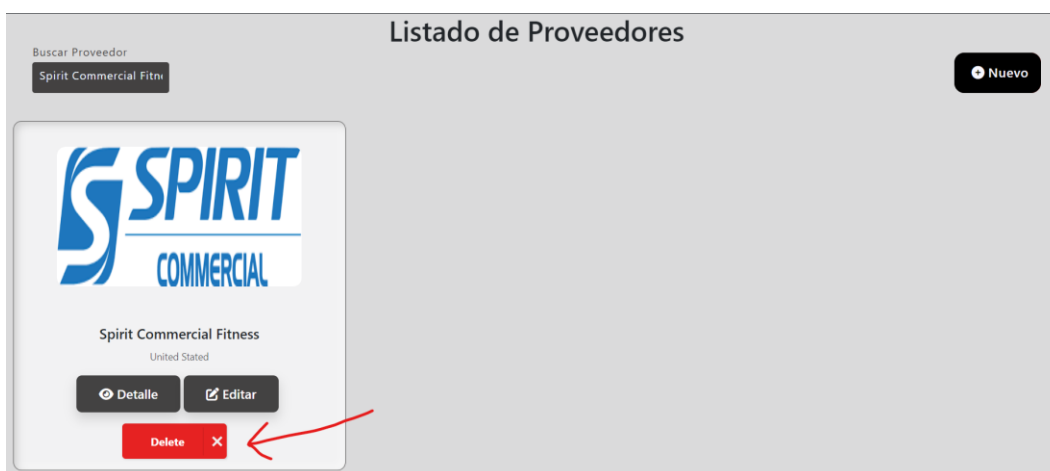 Listado de Proveedores
Buscar Proveedor
Spirit Commercial Fitn
Nuevo
SPIRIT
COMMERCIAL
Spirit Commercial Fitness
United Stated
Detalle
Editar
Delete